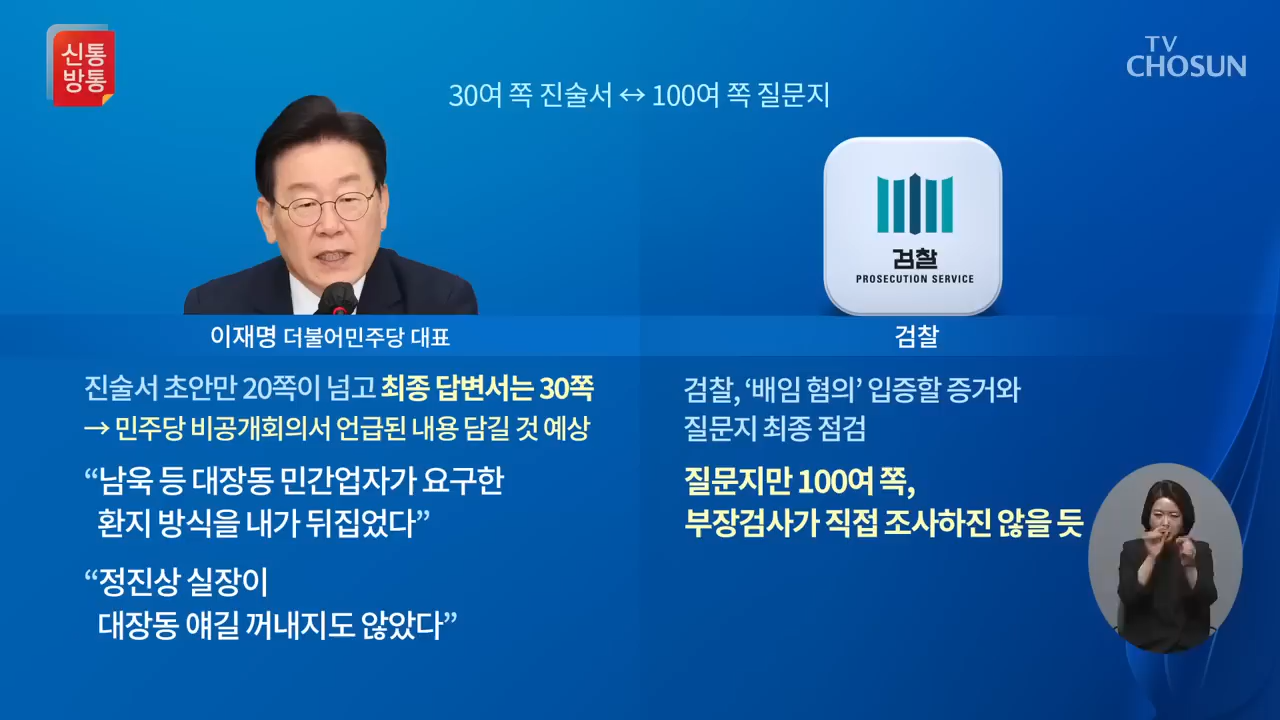 신통
방통
TV
CHOSUN
30여 쪽 진술서 ↔ 100여 쪽 질문지
검찰
PROSECUTION SERVICE
이재명 더불어민주당 대표
진술서 초안만 20쪽이 넘고 최종 답변서는 30쪽
→ 민주당 비공개회의서 언급된 내용 담길 것 예상
“남욱 등 대장동 민간업자가 요구한
환지 방식을 내가 뒤집었다”
“정진상 실장이
대장동 얘길 꺼내지도 않았다”
검찰
검찰, ‘배임 혐의’ 입증할 증거와
질문지 최종 점검
질문지만 100여 쪽,
부장검사가 직접 조사하진 않을 듯